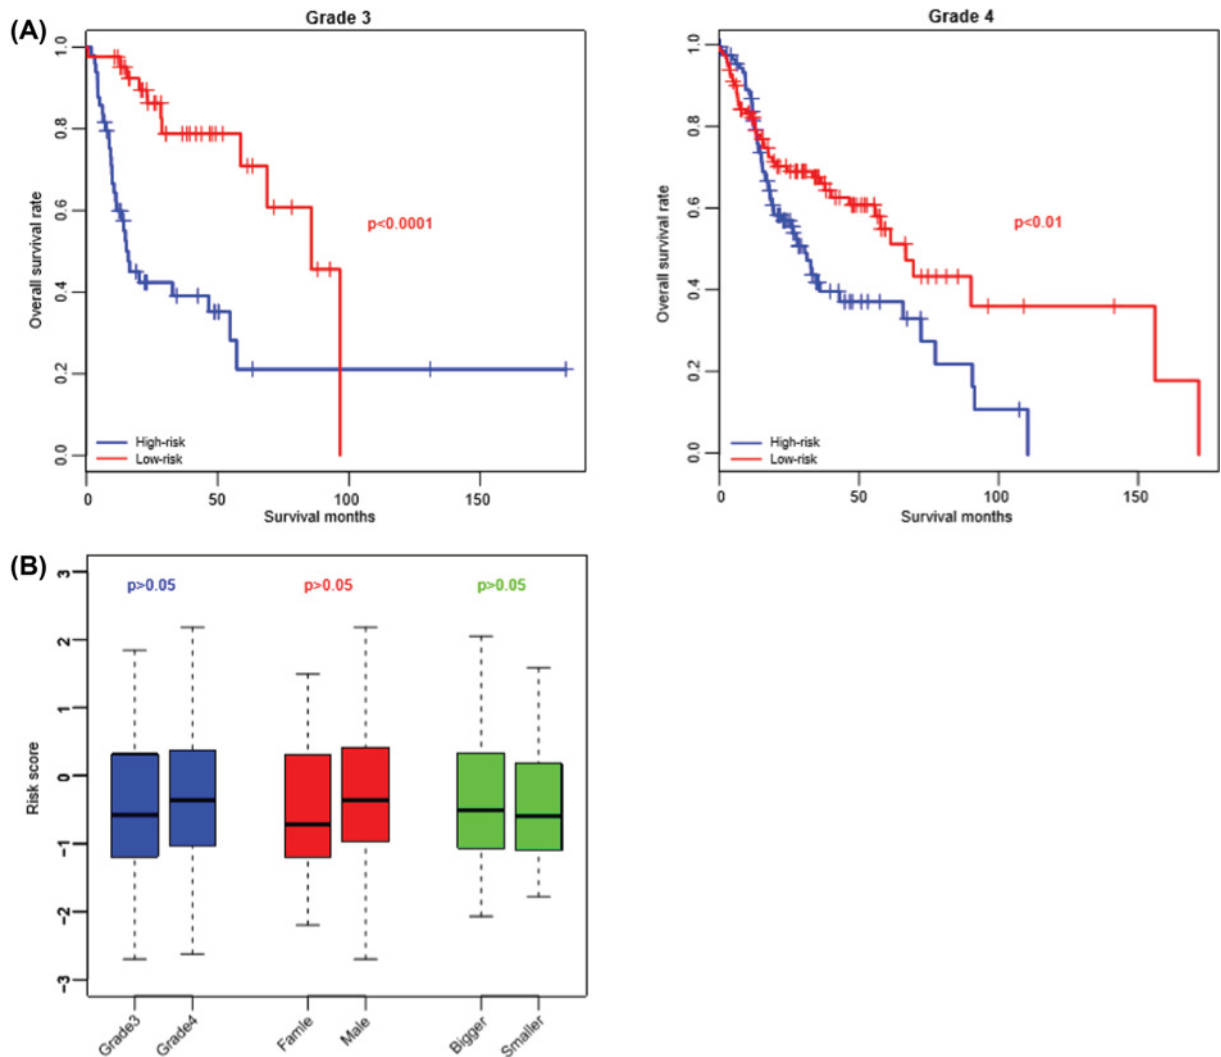 (A)
Grade 3
Grade 4
Overall survival rate
1.0
0.8
0.6
0.4
0.2
0.0
p<0.0001
High-risk
Low-risk
0 50 100 150
Survival months
Overall survival rate
1.0
0.8
0.6
0.4
0.2
0.0
p<0.01
High-risk
Low-risk
0 50 100 150
Survival months
(B)
Risk score
3
2
1
0
-1
-2
-3
p>0.05 p>0.05 p>0.05
Grade3 Grade4 Famle Male Bigger Smaller